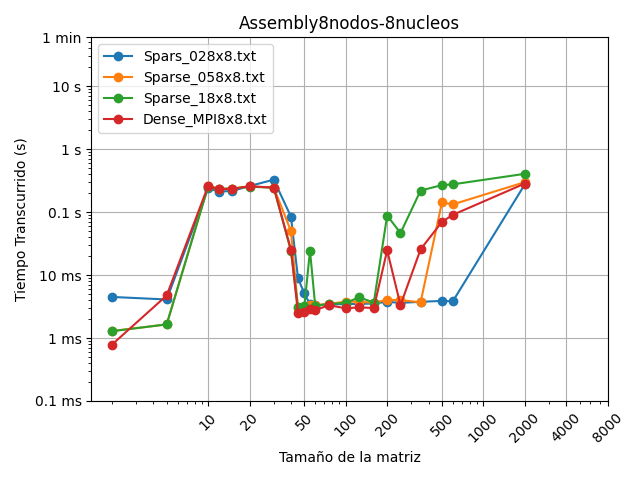 Assembly8nodos-8nucleos
1 min
10 s
1 s
0.1 s
10 ms
1 ms
0.1 ms
Tiempo Transcurrido (s)
Spars_028x8.txt
Sparse_058x8.txt
Sparse_18x8.txt
Dense_MPI8x8.txt
10
20
50
100
200
500
1000
2000
4000
8000
Tamaño de la matriz